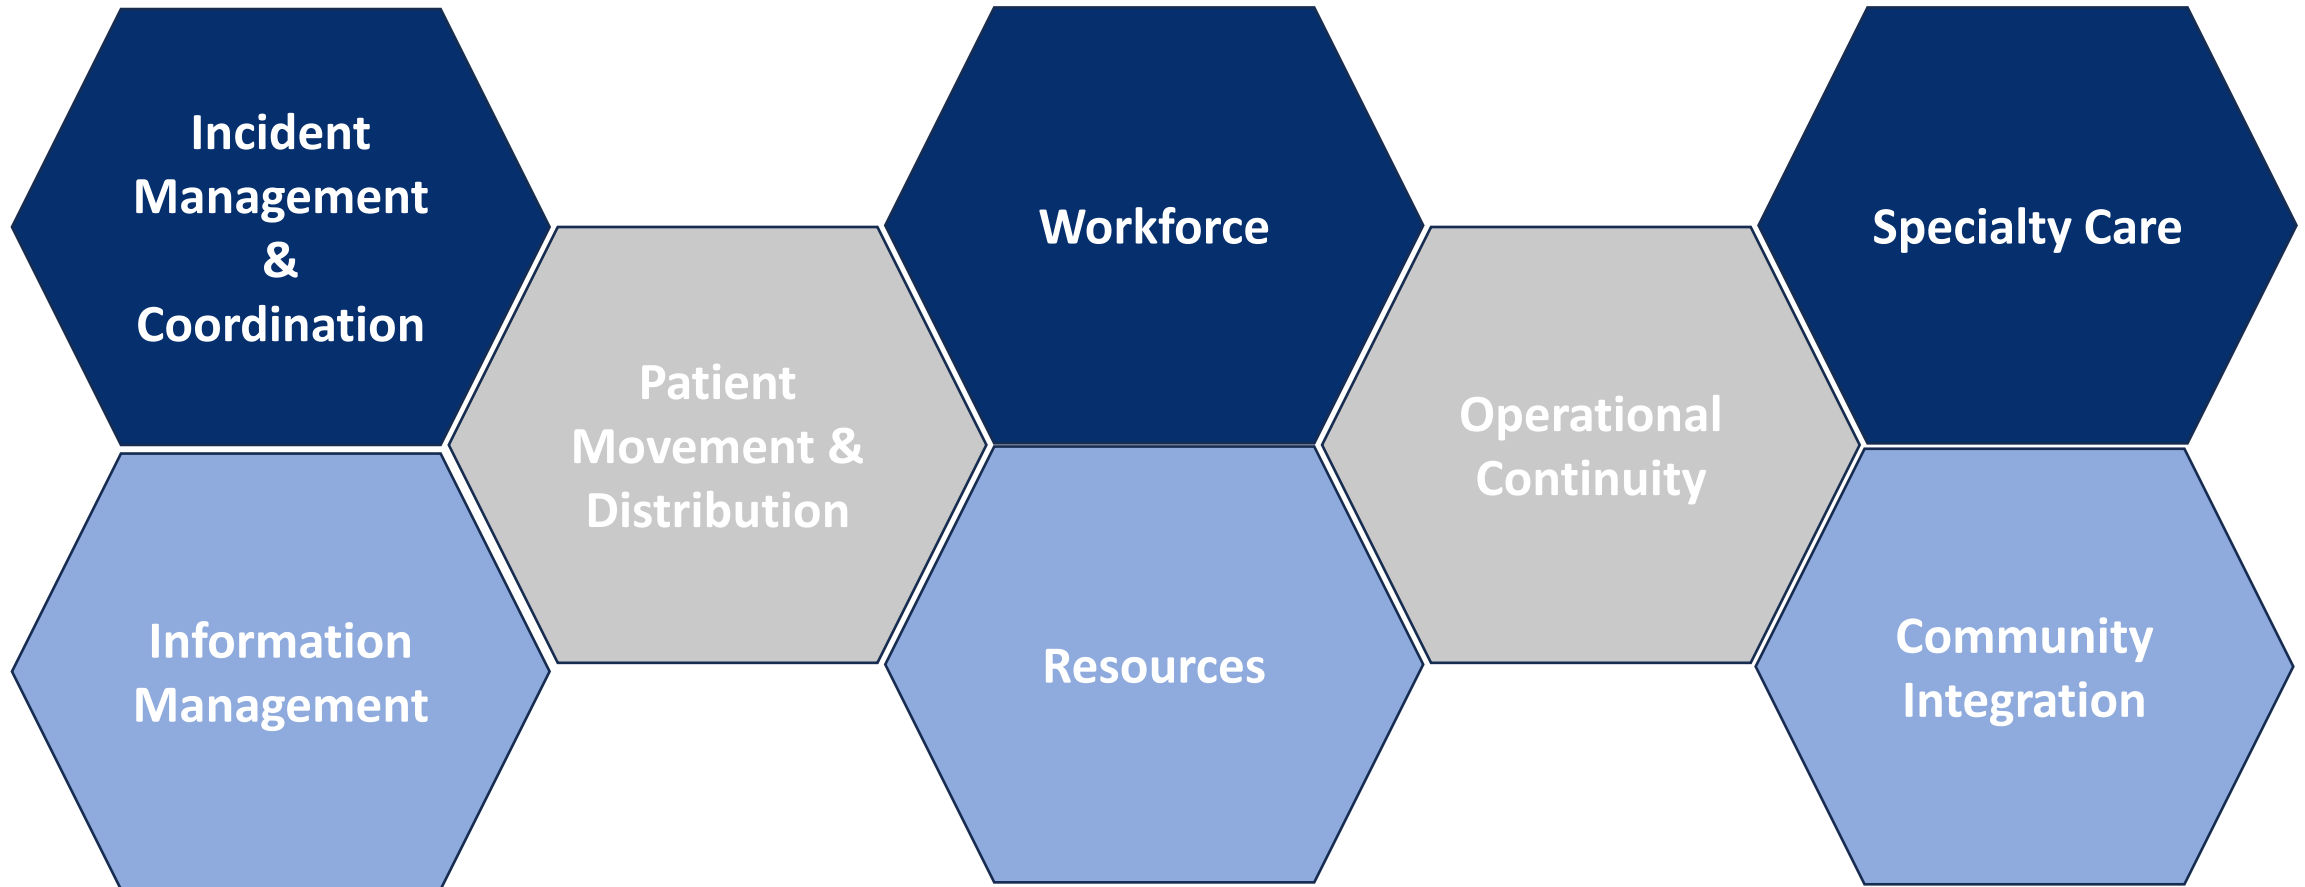 Incident
Management
&
Coordination
Information
Management
Patient
Movement &
Distribution
Workforce
Resources
Operational
Continuity
Specialty Care
Community
Integration